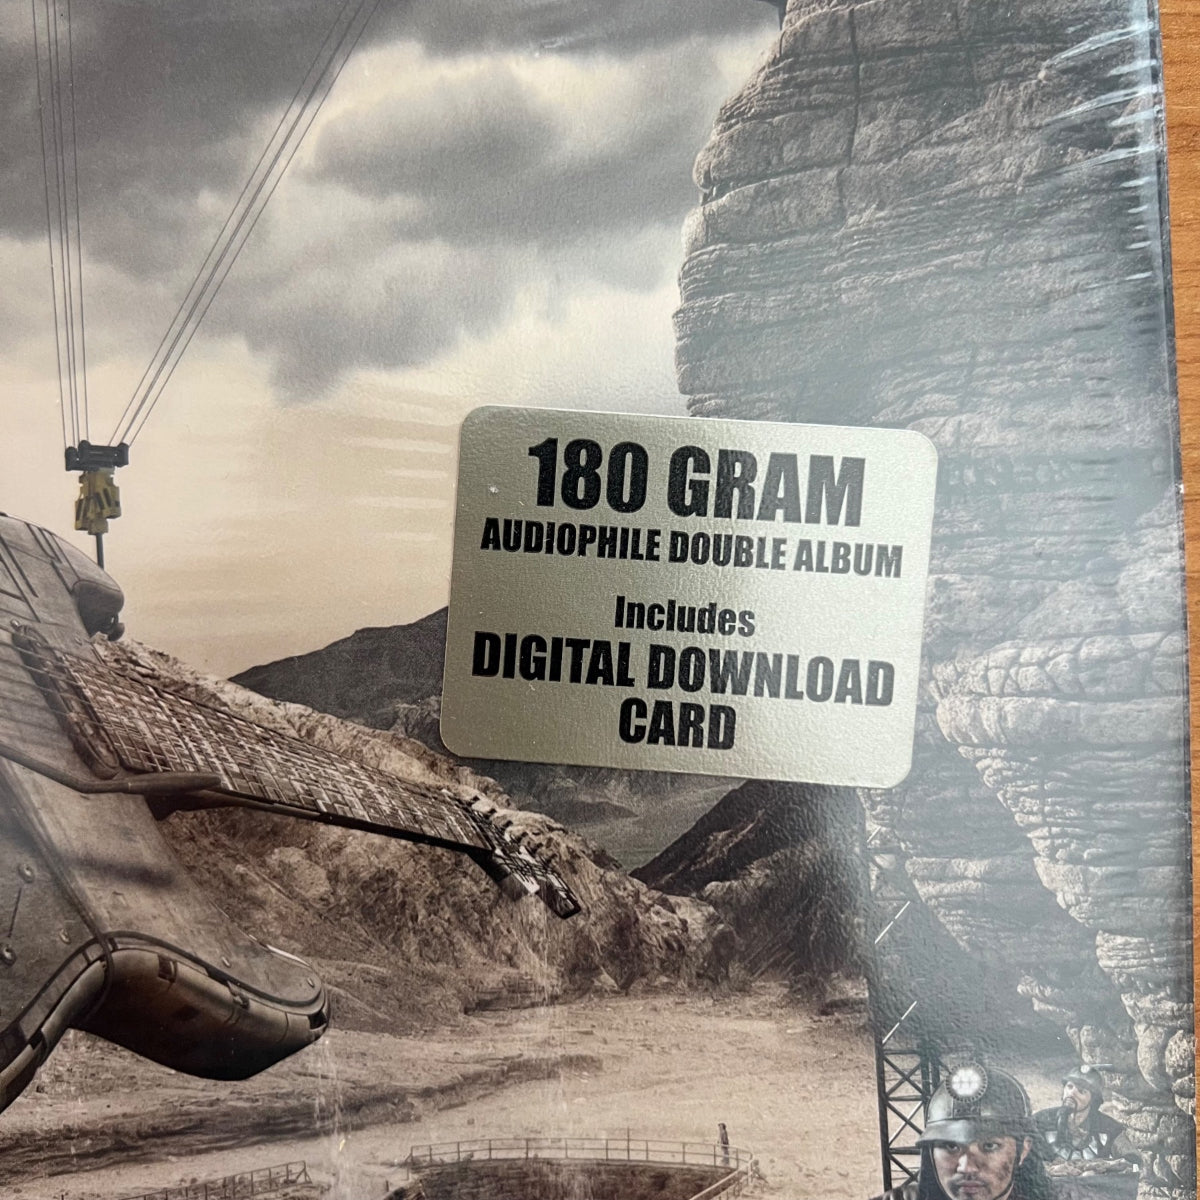 180 GRAM
AUDIOPHILE DOUBLE ALBUM
Includes
DIGITAL DOWNLOAD
CARD